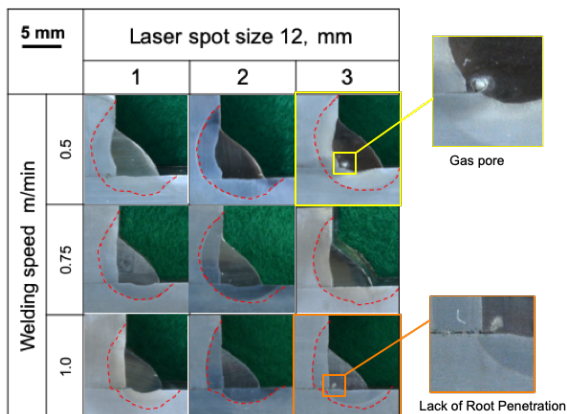 5 mm
Laser spot size 12, mm
1 2 3
Welding speed m/min
0.5
0.75
1.0
Gas pore
Lack of Root Penetration